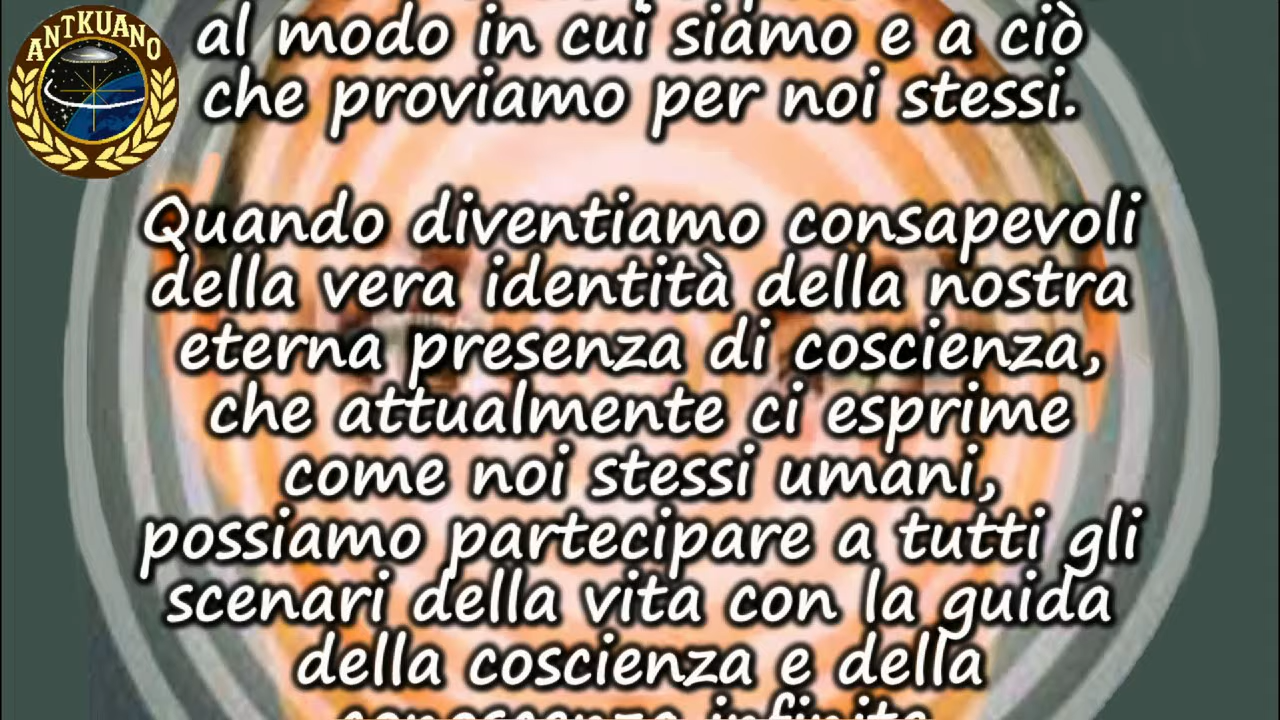 ANTKUANO
al modo in cui siamo e a ciò
che proviamo per noi stessi.
Quando diventiamo consapevoli
della vera identità della nostra
eterna presenza di coscienza,
che attualmente ci esprime
come noi stessi umani,
possiamo partecipare a tutti gli
scenari della vita con la guida
della coscienza e della
conoscenza infinita